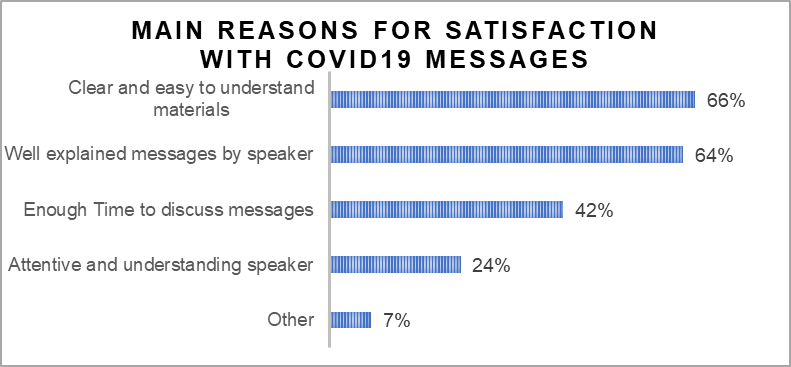 MAIN REASONS FOR SATISFACTION
WITH COVID19 MESSAGES
Clear and easy to understand
materials
66%
Well explained messages by speaker
64%
Enough Time to discuss messages
42%
Attentive and understanding speaker
24%
Other
7%